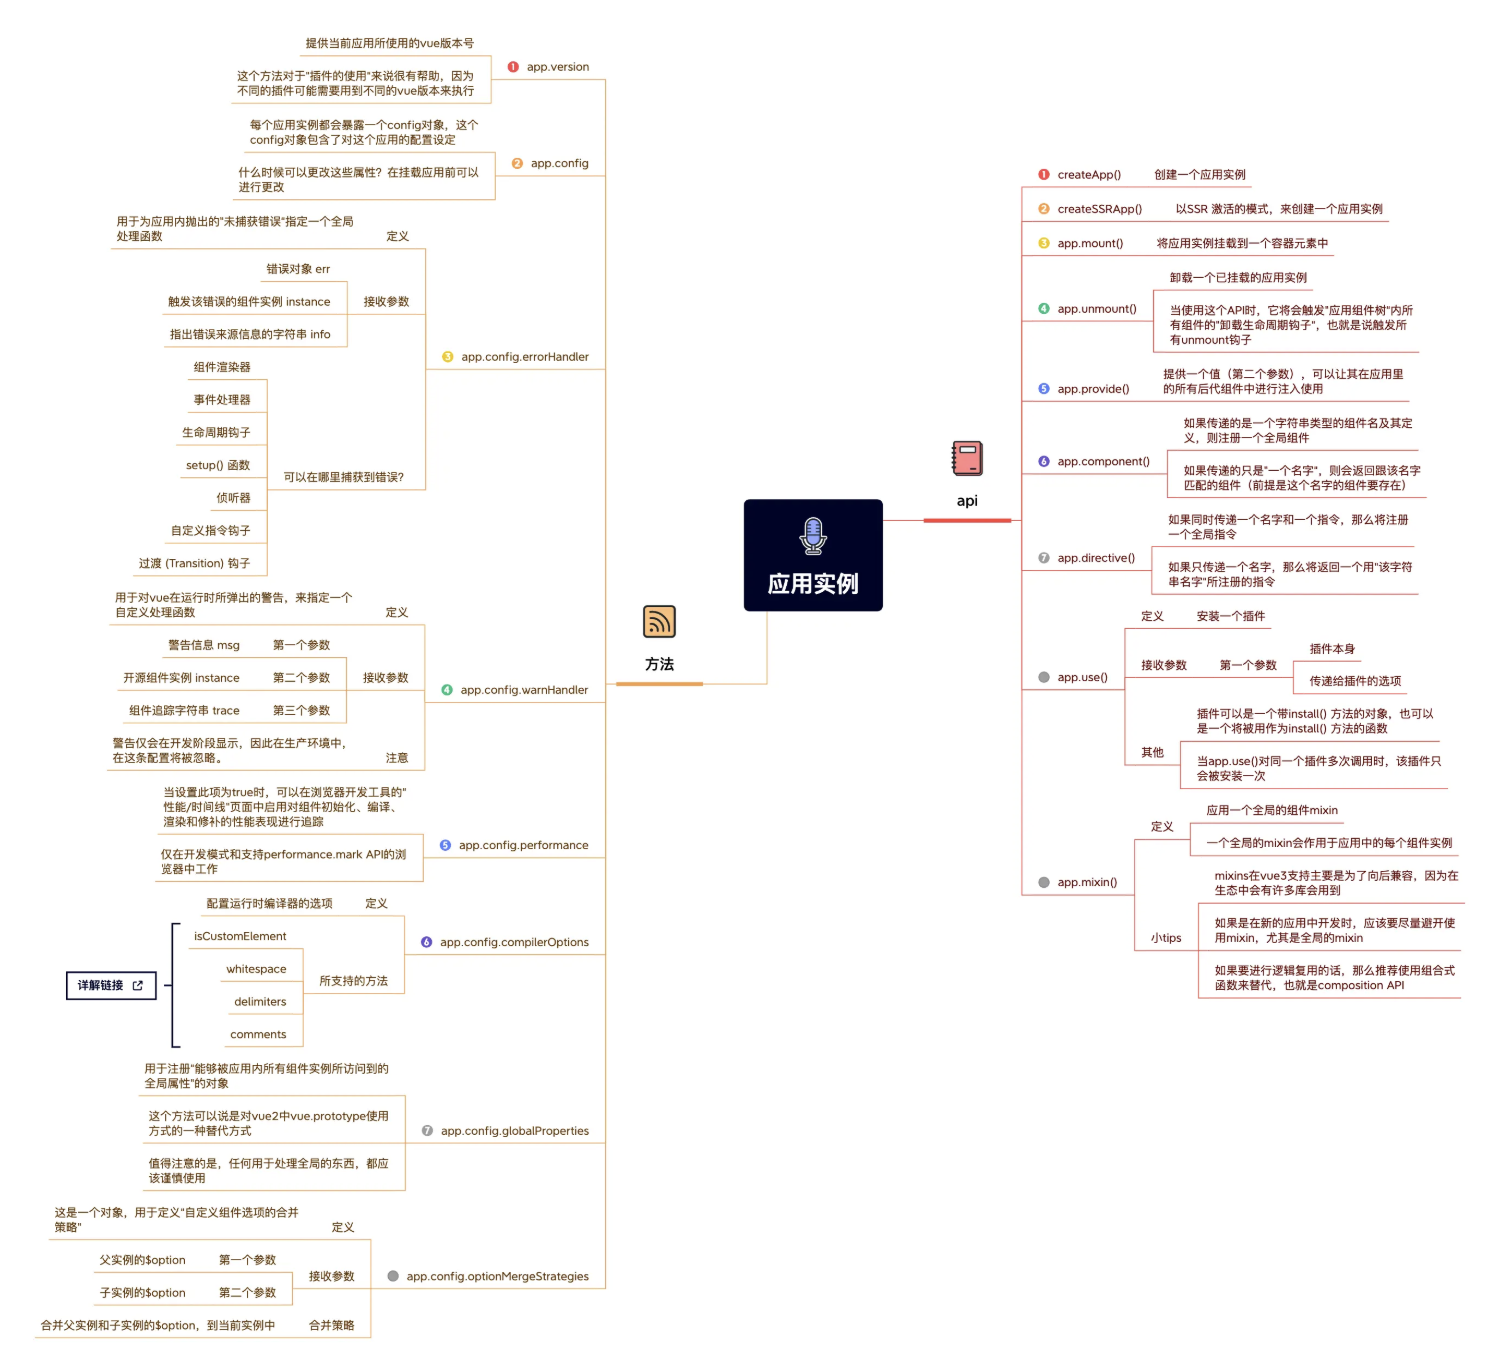 应用实例
api
❶ createApp()
创建一个应用实例
❷ createSSRApp()
以SSR 激活的模式，来创建一个应用实例
❸ app.mount()
将应用实例挂载到一个容器元素中
❹ app.unmount()
卸载一个已挂载的应用实例
当使用这个API时，它将会触发"应用组件树"内所
有组件的"卸载生命周期钩子"，也就是说触发所
有unmount钩子
❺ app.provide()
提供一个值（第二个参数），可以让其在应用里
的所有后代组件中进行注入使用
❻ app.component()
如果传递的是一个字符串类型的组件名及其定
义，则注册一个全局组件
如果传递的只是"一个名字"，则会返回跟该名字
匹配的组件（前提是这个名字的组件要存在）
❼ app.directive()
如果同时传递一个名字和一个指令，那么将注册
一个全局指令
如果只传递一个名字，那么将返回一个用"该字符
串名字"所注册的指令
app.use()
定义
安装一个插件
接收参数
第一个参数
插件本身
传递给插件的选项
其他
插件可以是一个带install() 方法的对象，也可以
是一个将被用作为install() 方法的函数
当app.use()对同一个插件多次调用时，该插件只
会被安装一次
app.mixin()
定义
应用一个全局的组件mixin
一个全局的mixin会作用于应用中的每个组件实例
小tips
mixins在vue3支持主要是为了向后兼容，因为在
生态中会有许多库会用到
如果是在新的应用中开发时，应该要尽量避开使
用mixin，尤其是全局的mixin
如果要进行逻辑复用的话，那么推荐使用组合式
函数来替代，也就是composition API
方法
❶ app.version
提供当前应用所使用的vue版本号
这个方法对于"插件的使用"来说很有帮助，因为
不同的插件可能需要用到不同的vue版本来执行
❷ app.config
每个应用实例都会暴露一个config对象，这个
config对象包含了对这个应用的配置设定
什么时候可以更改这些属性？在挂载应用前可以
进行更改
❸ app.config.errorHandler
定义
用于为应用内抛出的"未捕获错误"指定一个全局
处理函数
接收参数
错误对象 err
触发该错误的组件实例 instance
指出错误来源信息的字符串 info
可以在哪里捕获到错误？
组件渲染器
事件处理器
生命周期钩子
setup() 函数
侦听器
自定义指令钩子
过渡 (Transition) 钩子
❹ app.config.warnHandler
定义
用于对vue在运行时所弹出的警告，来指定一个
自定义处理函数
接收参数
第一个参数
警告信息 msg
第二个参数
开源组件实例 instance
第三个参数
组件追踪字符串 trace
注意
警告仅会在开发阶段显示，因此在生产环境中，
在这条配置将被忽略。
❺ app.config.performance
当设置此项为true时，可以在浏览器开发工具的"
性能/时间线"页面中启用对组件初始化、编译、
渲染和修补的性能表现进行追踪
仅在开发模式和支持performance.mark API的浏
览器中工作
❻ app.config.compilerOptions
定义
配置运行时编译器的选项
所支持的方法
isCustomElement
whitespace
delimiters
comments
详解链接
❼ app.config.globalProperties
用于注册"能够被应用内所有组件实例所访问到的
全局属性"的对象
这个方法可以说是对vue2中vue.prototype使用
方式的一种替代方式
值得注意的是，任何用于处理全局的东西，都应
该谨慎使用
app.config.optionMergeStrategies
定义
这是一个对象，用于定义"自定义组件选项的合并
策略"
接收参数
第一个参数
父实例的$option
第二个参数
子实例的$option
合并策略
合并父实例和子实例的$option，到当前实例中